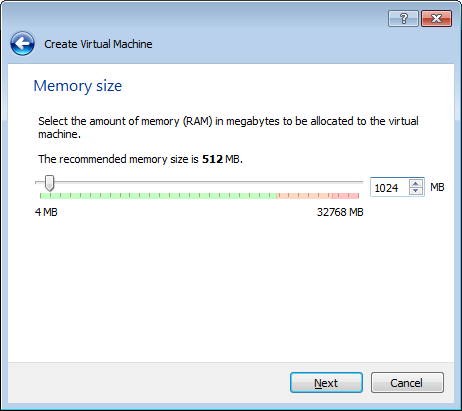 ?
Create Virtual Machine
Memory size
Select the amount of memory (RAM) in megabytes to be allocated to the virtual
machine.
The recommended memory size is 512 MB.
1024 MB
4 MB 32768 MB
Next Cancel